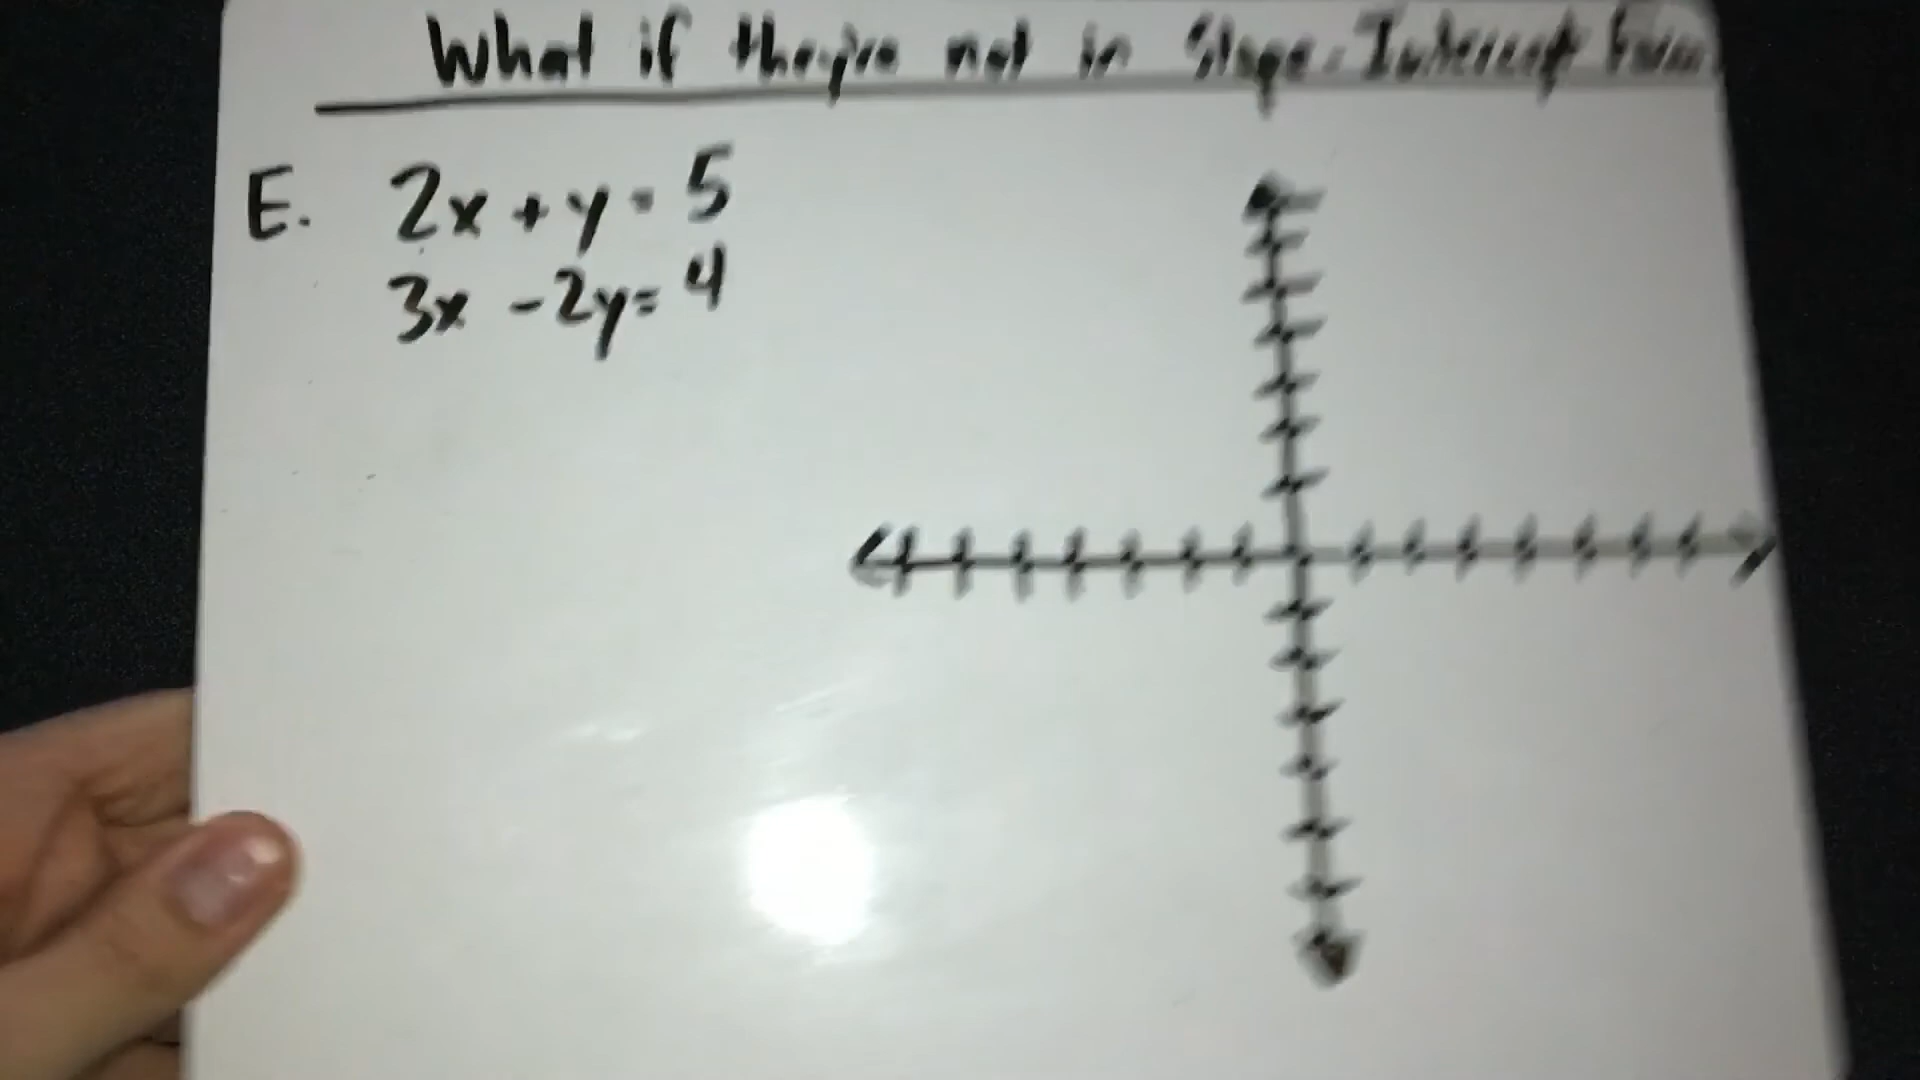 What if they're not in Slope-Intercept Form
E. 2x + y = 5
3x - 2y = 4